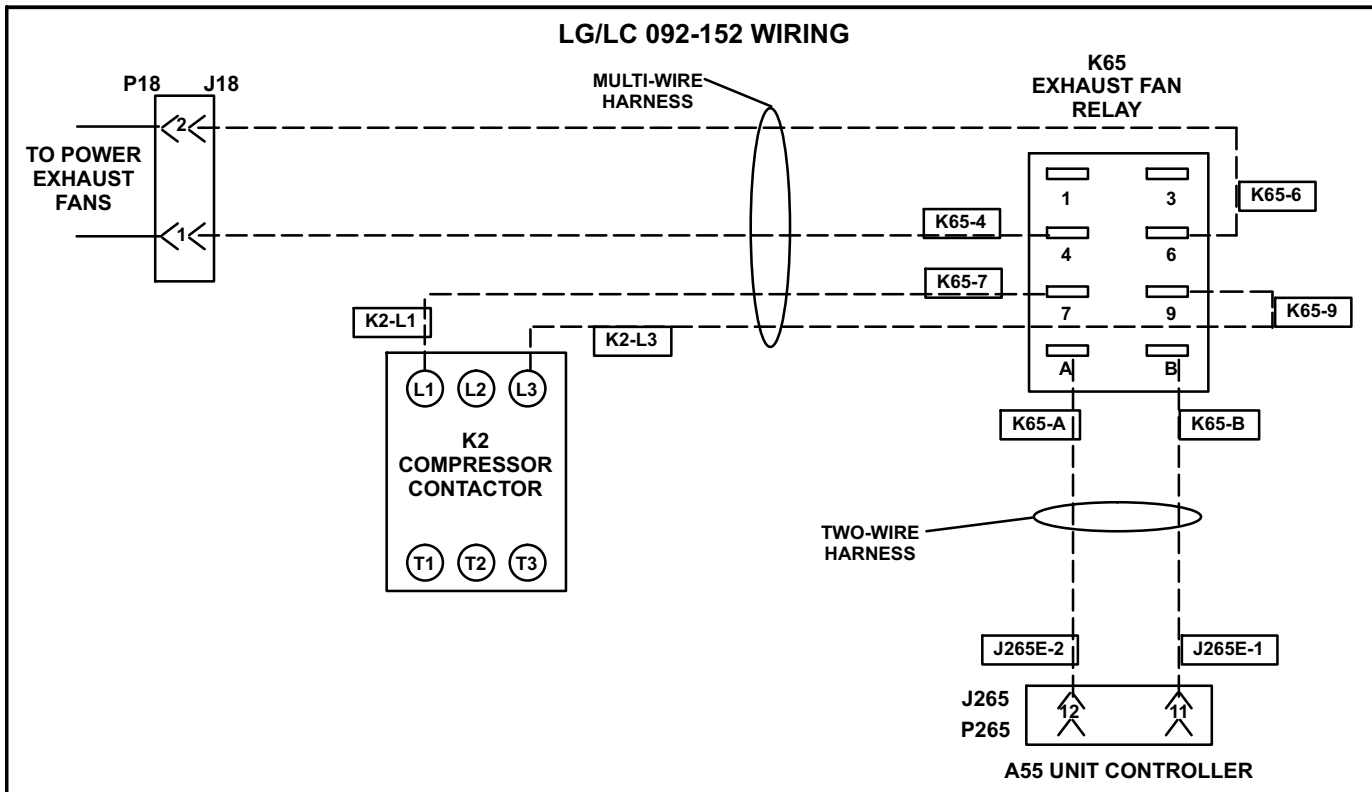 LG/LC 092-152 WIRING
P18 J18
MULTI-WIRE
HARNESS
K65
EXHAUST FAN
RELAY
2
TO POWER
EXHAUST
FANS
1
1 3
K65-6
K65-4
4 6
K65-7
7 9
K65-9
K2-L1
K2-L3
A B
L1 L2 L3
K65-A K65-B
K2
COMPRESSOR
CONTACTOR
TWO-WIRE
HARNESS
T1 T2 T3
J265E-2 J265E-1
J265
12 11
P265
A55 UNIT CONTROLLER